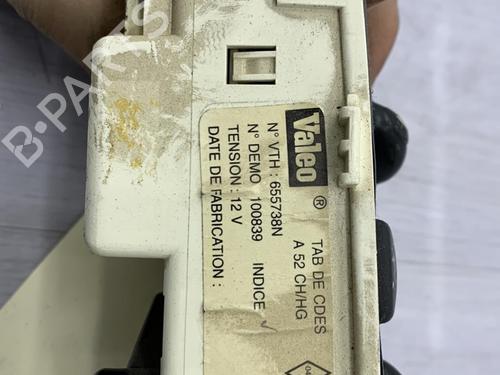 Valeo ®
TAB DE CDES
A 52 CH/HG
N° VTH : 655738N
N° DEMO 100839 INDICE
TENSION : 12 V
DATE DE FABRICATION :
B-PARTS